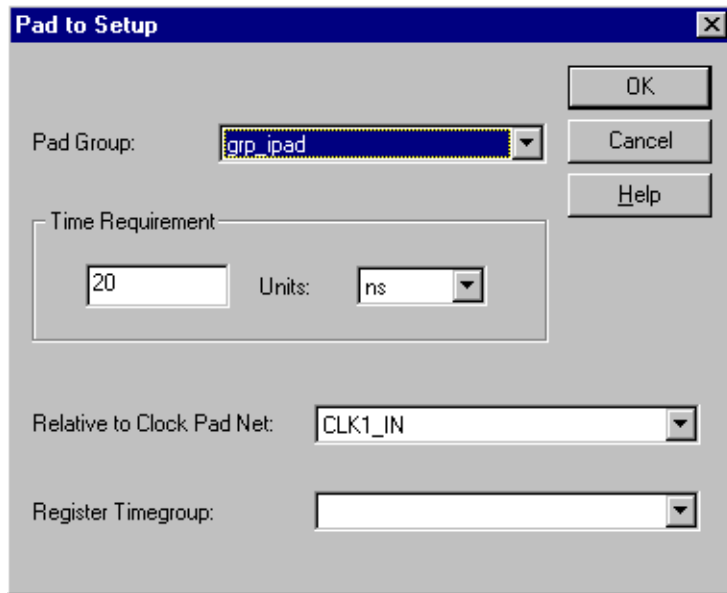 Pad to Setup
OK
Pad Group: grp_ipad
Cancel
Help
Time Requirement
20 Units: ns
Relative to Clock Pad Net: CLK1_IN
Register Timegroup: